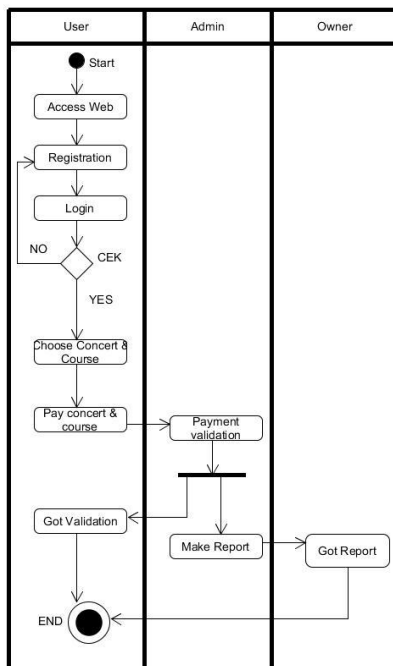 User
Admin
Owner
Start
Access Web
Registration
Login
NO
CEK
YES
Choose Concert &
Course
Pay concert &
course
Payment
validation
Got Validation
Make Report
Got Report
END